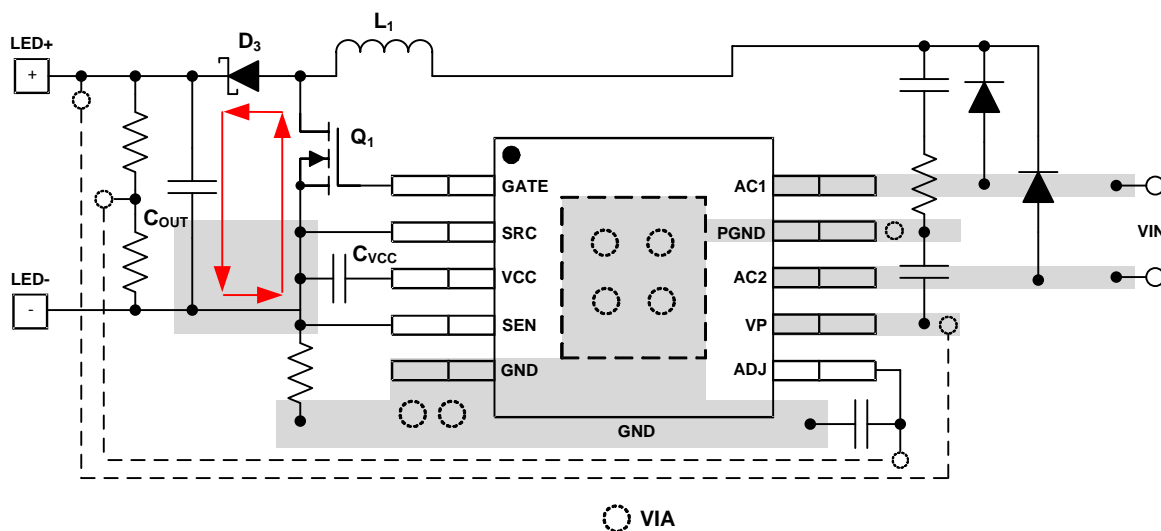 L1
D3
LED+
+
Q1
GATE
AC1
COUT
SRC
PGND
VIN
CVCC
VCC
AC2
LED-
-
SEN
VP
GND
ADJ
GND
VIA